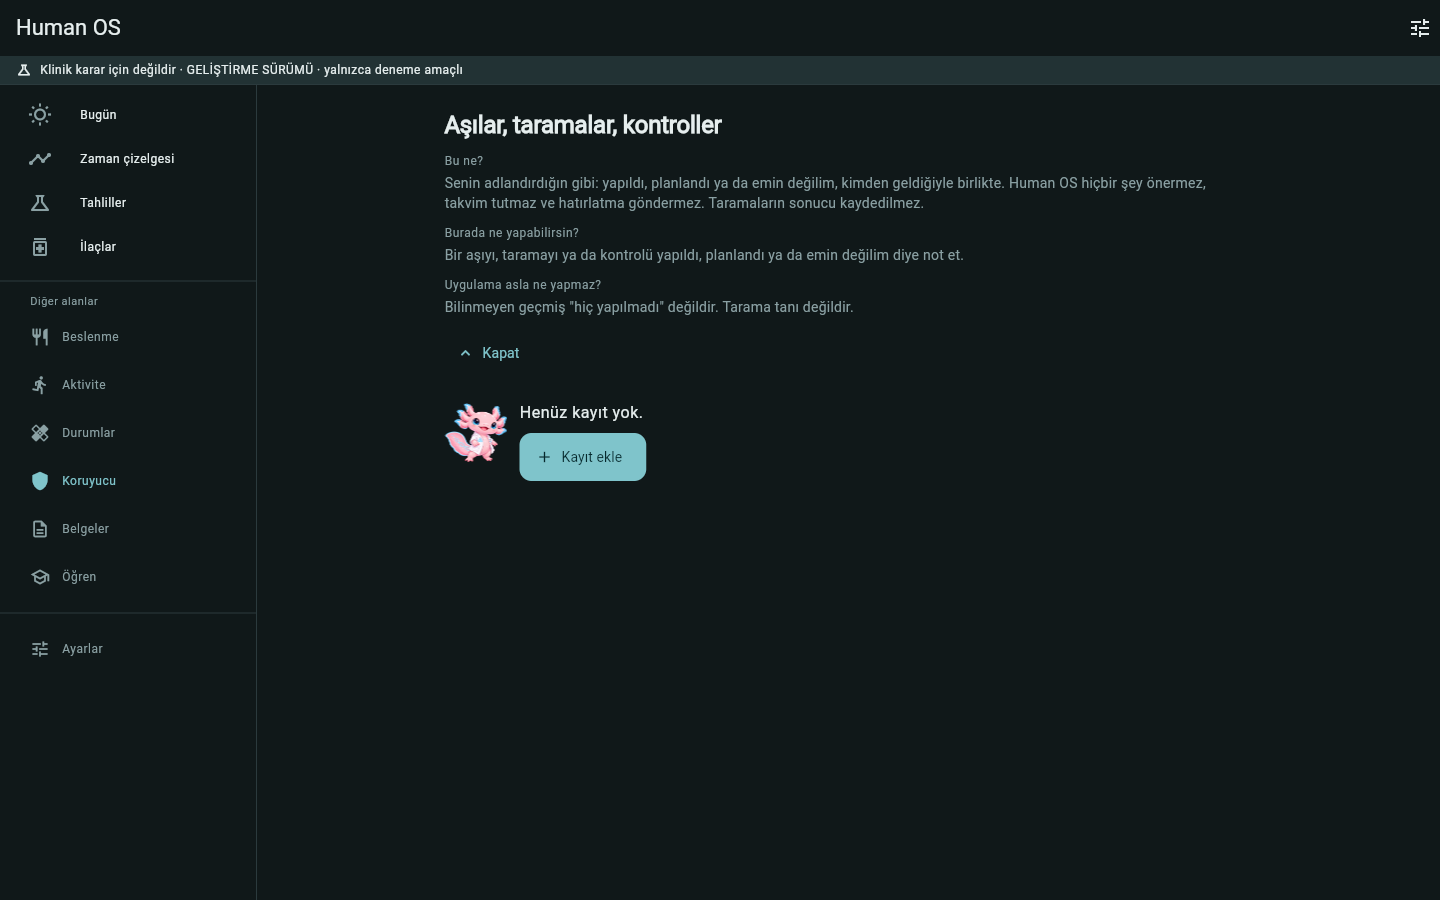 Human OS
Klinik karar için değildir · GELİŞTİRME SÜRÜMÜ · yalnızca deneme amaçlı
Bugün
Zaman çizelgesi
Tahliller
İlaçlar
Diğer alanlar
Beslenme
Aktivite
Durumlar
Koruyucu
Belgeler
Öğren
Ayarlar
Aşılar, taramalar, kontroller
Bu ne?
Senin adlandırdığın gibi: yapıldı, planlandı ya da emin değilim, kimden geldiğiyle birlikte. Human OS hiçbir şey önermez,
takvim tutmaz ve hatırlatma göndermez. Taramaların sonucu kaydedilmez.
Burada ne yapabilirsin?
Bir aşıyı, taramayı ya da kontrolü yapıldı, planlandı ya da emin değilim diye not et.
Uygulama asla ne yapmaz?
Bilinmeyen geçmiş "hiç yapılmadı" değildir. Tarama tanı değildir.
Kapat
Henüz kayıt yok.
Kayıt ekle